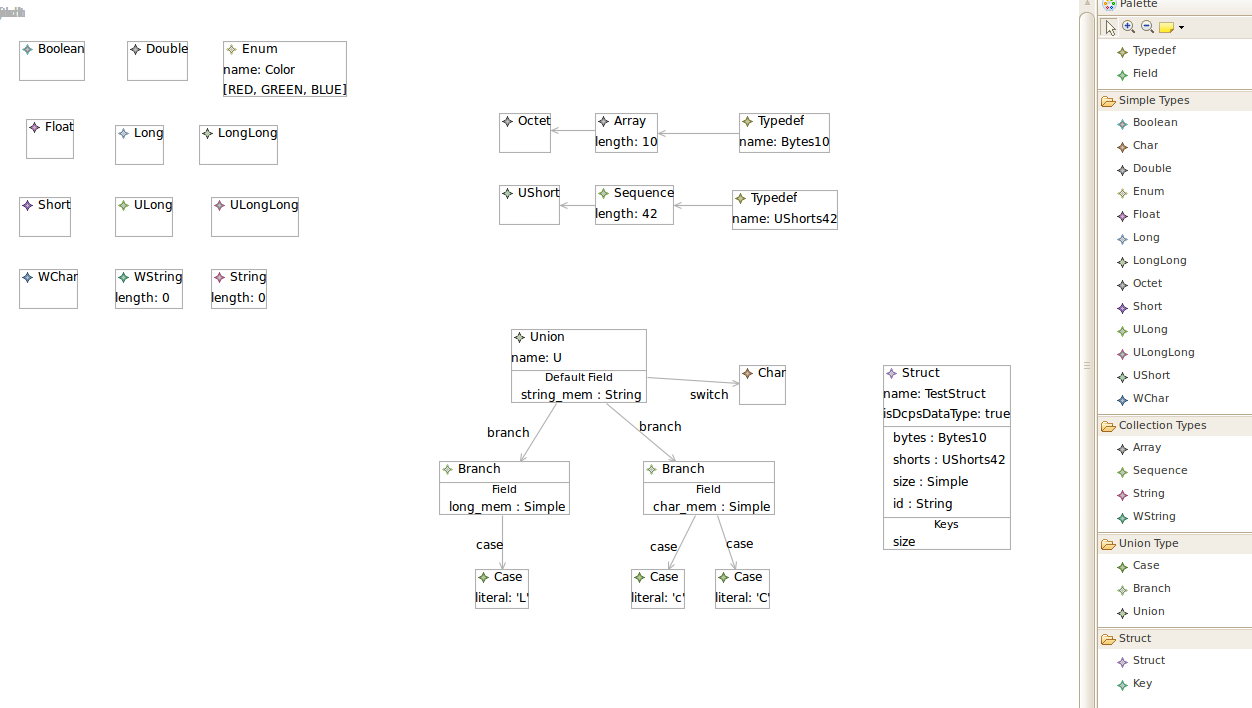 Boolean
Double
Enum
name: Color
[RED, GREEN, BLUE]
Float
Long
LongLong
Short
ULong
ULongLong
WChar
WString
length: 0
String
length: 0
Octet
Array
length: 10
Typedef
name: Bytes10
UShort
Sequence
length: 42
Typedef
name: UShorts42
Union
name: U
Default Field
string_mem : String
switch
Char
branch
branch
Branch
Field
long_mem : Simple
Branch
Field
char_mem : Simple
case
case
case
Case
literal: 'L'
Case
literal: 'c'
Case
literal: 'C'
Struct
name: TestStruct
isDcpsDataType: true
bytes : Bytes10
shorts : UShorts42
size : Simple
id : String
Keys
size
Palette
Typedef
Field
Simple Types
Boolean
Char
Double
Enum
Float
Long
LongLong
Octet
Short
ULong
ULongLong
UShort
WChar
Collection Types
Array
Sequence
String
WString
Union Type
Case
Branch
Union
Struct
Struct
Key